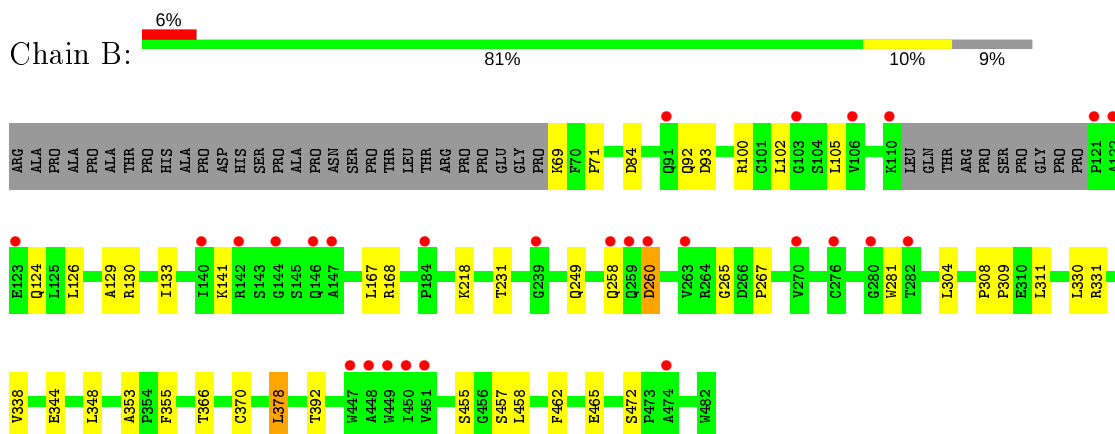 6%
Chain B:
81% 10% 9%
ARG ALA PRO ALA PRO ALA THR PRO HIS ALA PRO ASP HIS SER PRO ALA PRO ASN SER PRO THR LEU THR ARG PRO PRO GLU GLY PRO K69 F70 P71 D84 Q91 Q92 D93 R100 C101 L102 G103 S104 L105 V106 K110 LEU GLN THR ARG PRO SER PRO GLY PRO PRO P121 A122
E123 Q124 L125 L126 A129 R130 I133 I140 K141 R142 S143 G144 S145 Q146 A147 L167 R168 P184 K218 T231 G239 Q249 Q258 Q259 D260 V263 R264 G265 D266 P267 V270 C276 G280 W281 T282 L304 P308 P309 E310 L311 L330 R331
V338 E344 L348 A353 P354 F355 T366 C370 L378 T392 W447 A448 W449 I450 V451 S455 G456 S457 L458 F462 E465 S472 P473 A474 W482